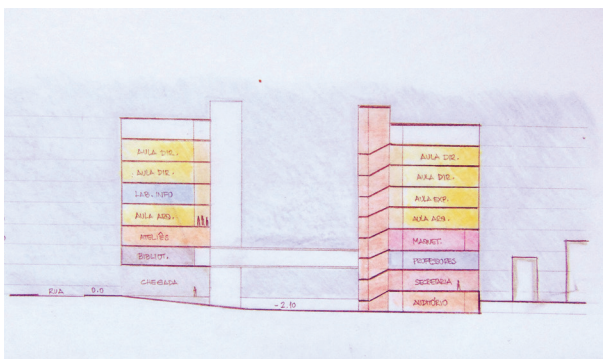 AULA DIR.
AULA DIR.
LAB. INFO
AULA ARQ.
ATELIÊS
BIBLIOT.
CHEGADA
RUA 0.0
-2.10
AULA DIR.
AULA DIR.
AULA EXP.
AULA ARQ.
MARKET.
PROFESSORES
SECRETARIA
AUDITÓRIO